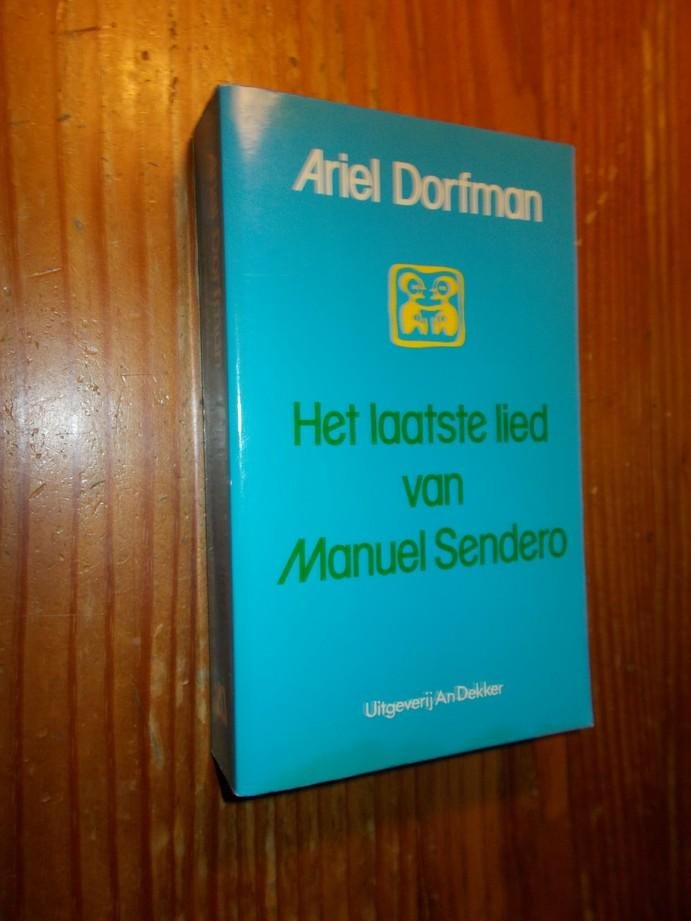 Ariel Dorfman
Het laatste lied
van
Manuel Sendero
Uitgeverij An Dekker